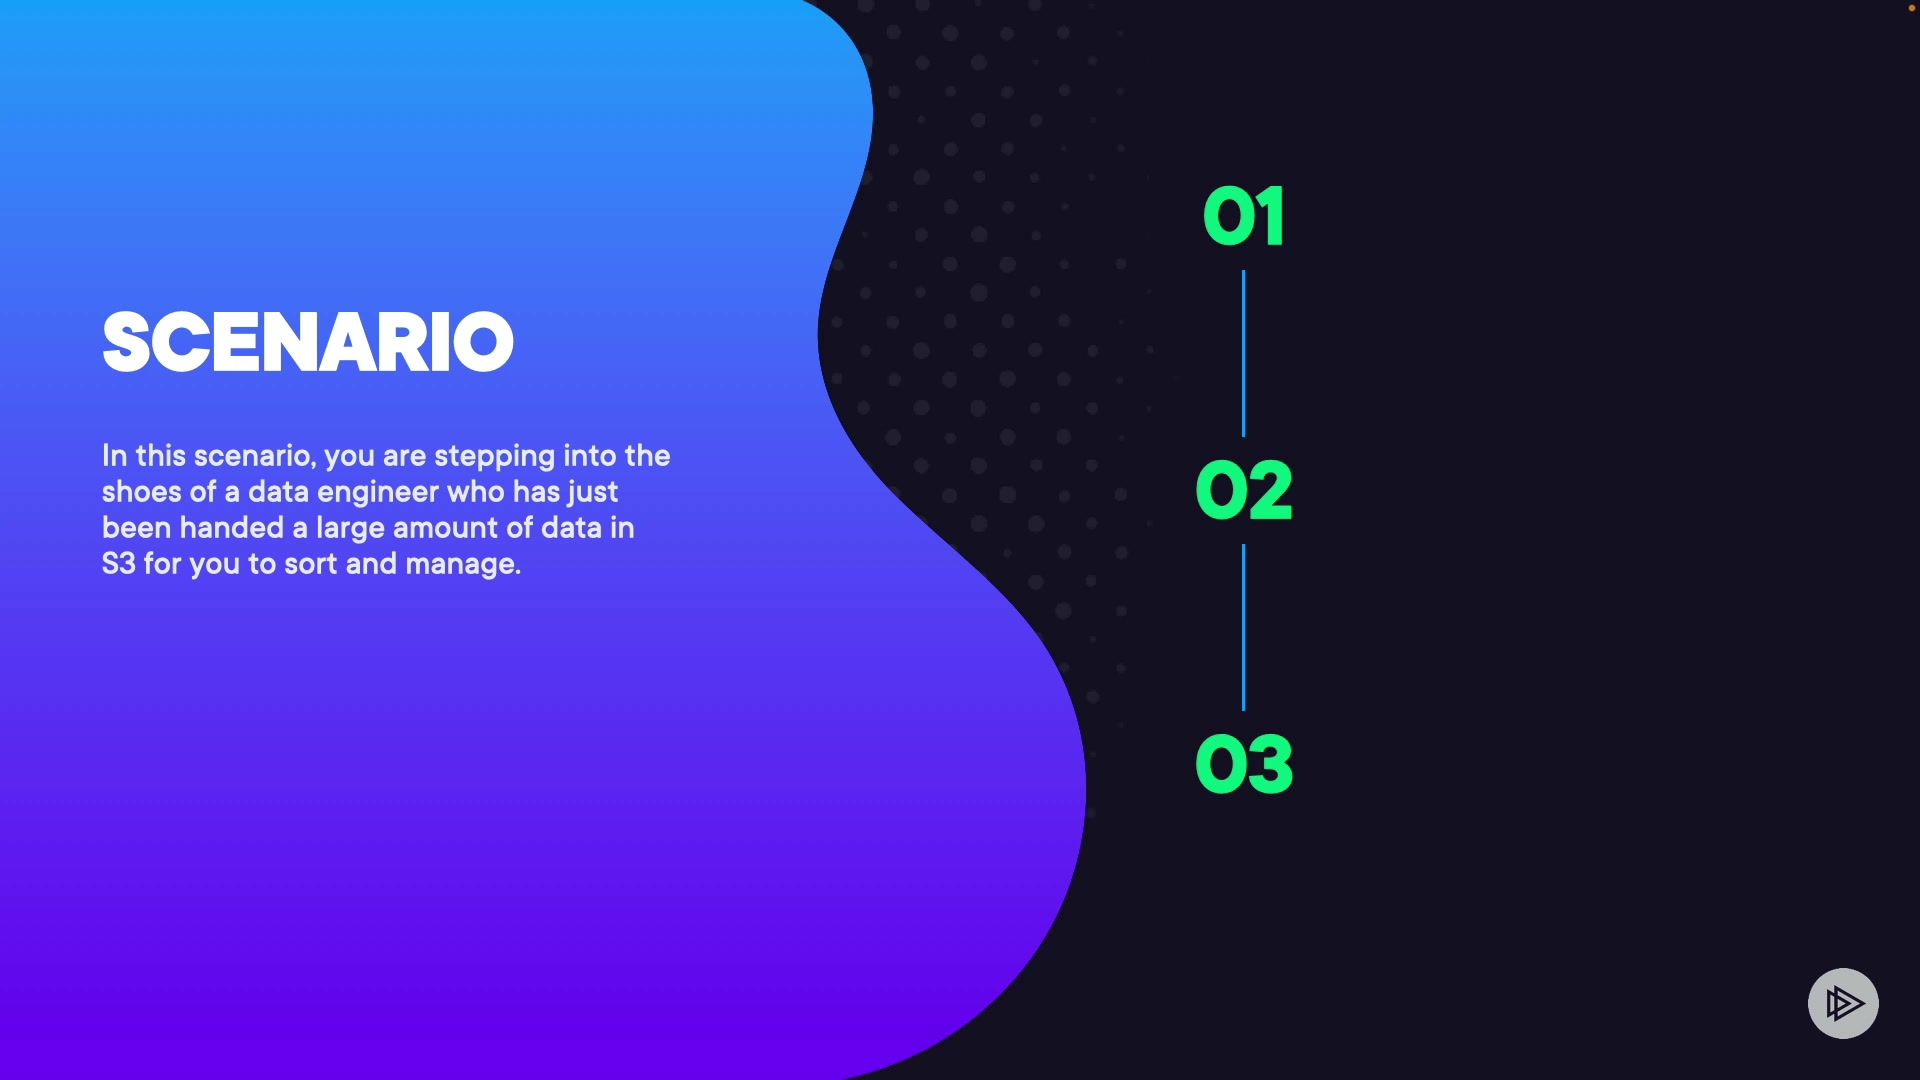 SCENARIO
In this scenario, you are stepping into the
shoes of a data engineer who has just
been handed a large amount of data in
S3 for you to sort and manage.
01
02
03